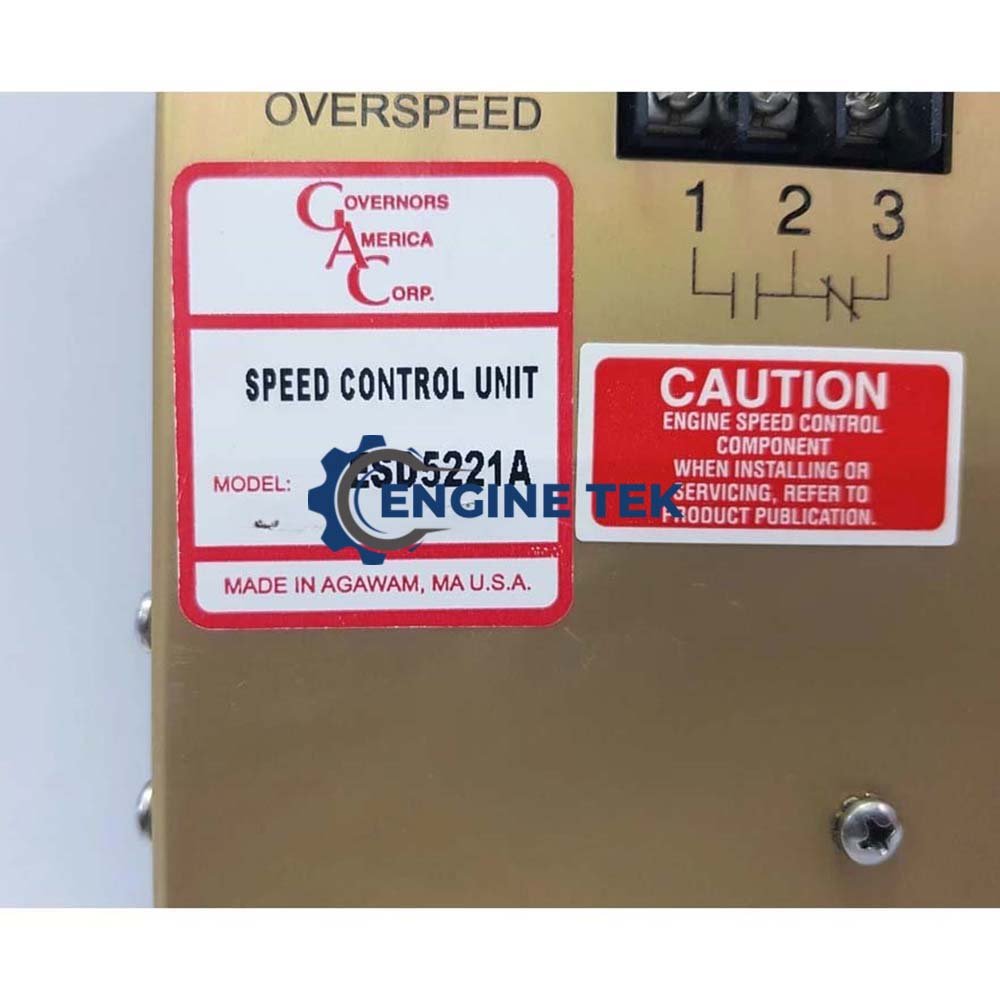 OVERSPEED
1 2 3
GOVERNORS
AMERICA
CORP.
SPEED CONTROL UNIT
MODEL: ESD5221A
ENGINE TEK
MADE IN AGAWAM, MA U.S.A.
CAUTION
ENGINE SPEED CONTROL
COMPONENT
WHEN INSTALLING OR
SERVICING, REFER TO
PRODUCT PUBLICATION.